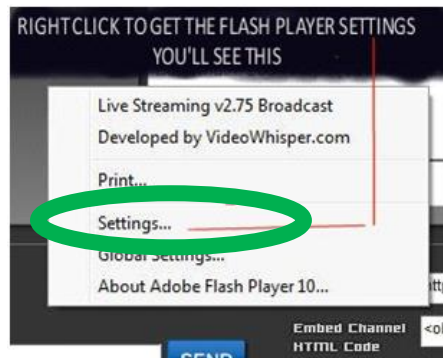 RIGHT CLICK TO GET THE FLASH PLAYER SETTINGS
YOU'LL SEE THIS
Live Streaming v2.75 Broadcast
Developed by VideoWhisper.com
Print...
Settings...
Global Settings...
About Adobe Flash Player 10...
Embed Channel
HTML Code
SEND